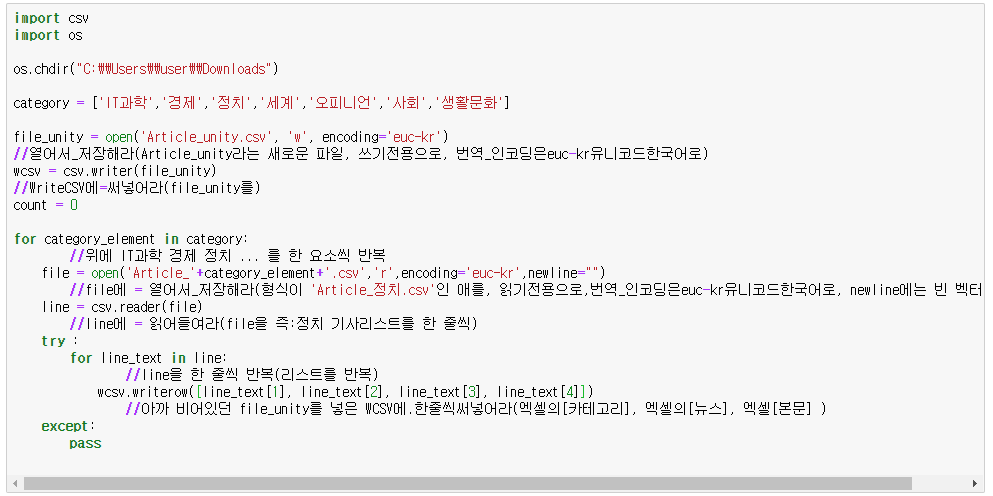 import csv
import os
os.chdir("C:₩₩Users₩₩user₩₩Downloads")
category = ['IT과학','경제','정치','세계','오피니언','사회','생활문화']
file_unity = open('Article_unity.csv', 'w', encoding='euc-kr')
//열어서_저장해라(Article_unity라는 새로운 파일, 쓰기전용으로, 번역_인코딩은euc-kr유니코드한국어로)
wcsv = csv.writer(file_unity)
//WriteCSV에=써넣어라(file_unity를)
count = 0
for category_element in category:
//위에 IT과학 경제 정치 ... 를 한 요소씩 반복
file = open('Article_'+category_element+'.csv','r',encoding='euc-kr',newline="")
//file에 = 열어서_저장해라(형식이 'Article_정치.csv'인 애를, 읽기전용으로,번역_인코딩은euc-kr유니코드한국어로, newline에는 빈 벡터
line = csv.reader(file)
//line에 = 읽어들여라(file을 즉:정치 기사리스트를 한 줄씩)
try :
for line_text in line:
//line을 한 줄씩 반복(리스트를 반복)
wcsv.writerow([line_text[1], line_text[2], line_text[3], line_text[4]])
//아까 비어있던 file_unity를 넣은 WCSV에.한줄씩써넣어라(엑셀의[카테고리], 엑셀의[뉴스], 엑셀[본문] )
except:
pass